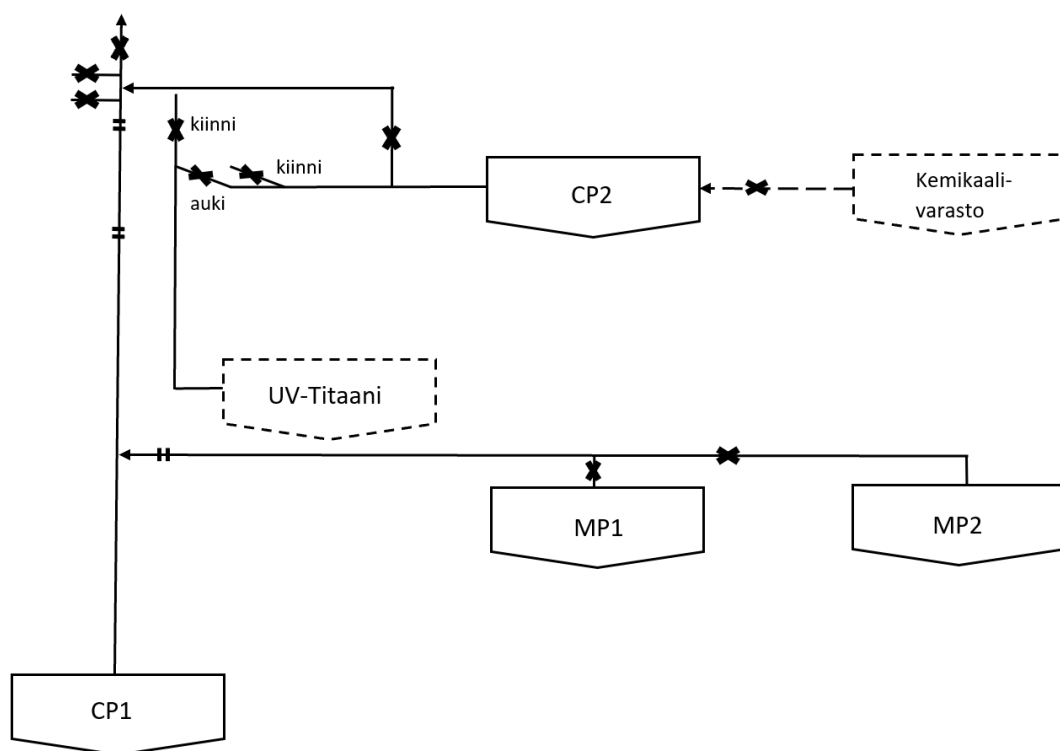 kiinni
kiinni
auki
CP2
Kemikaali-
varasto
UV-Titaani
MP1
MP2
CP1